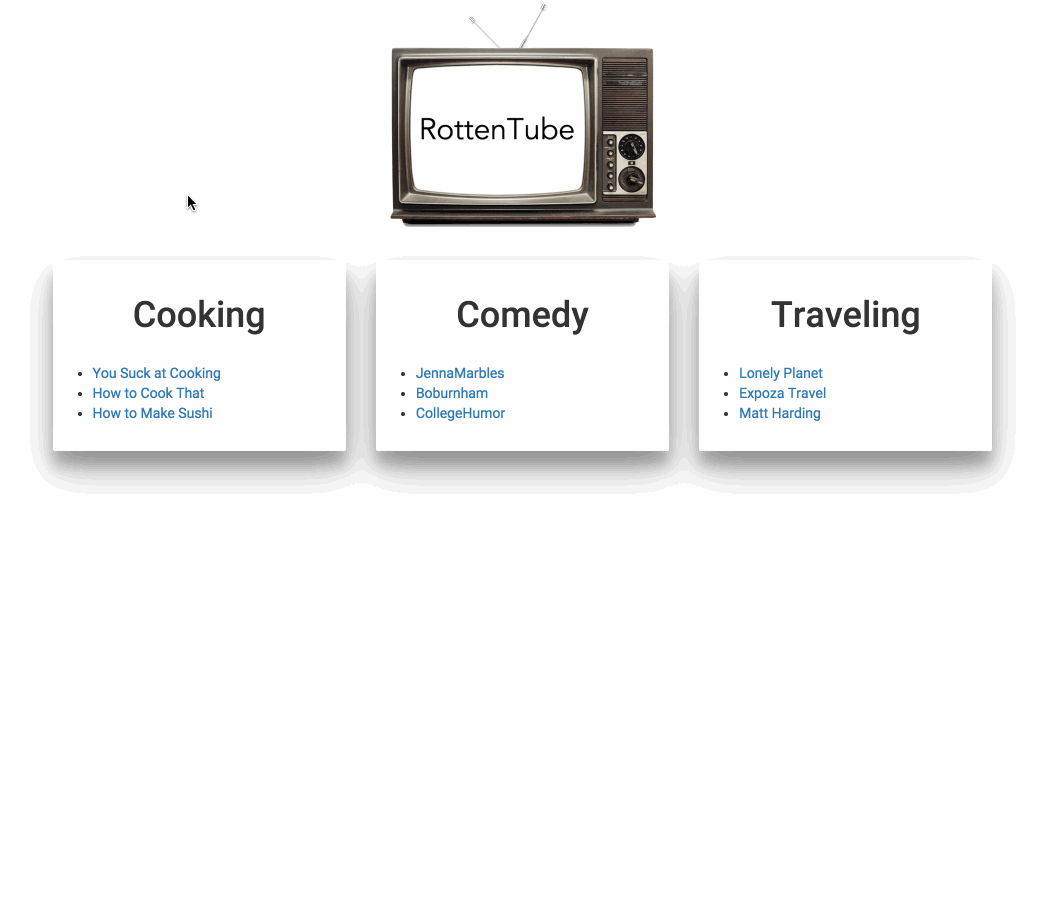 RottenTube
Cooking
You Suck at Cooking
How to Cook That
How to Make Sushi
Comedy
JennaMarbles
Boburnham
CollegeHumor
Traveling
Lonely Planet
Expoza Travel
Matt Harding